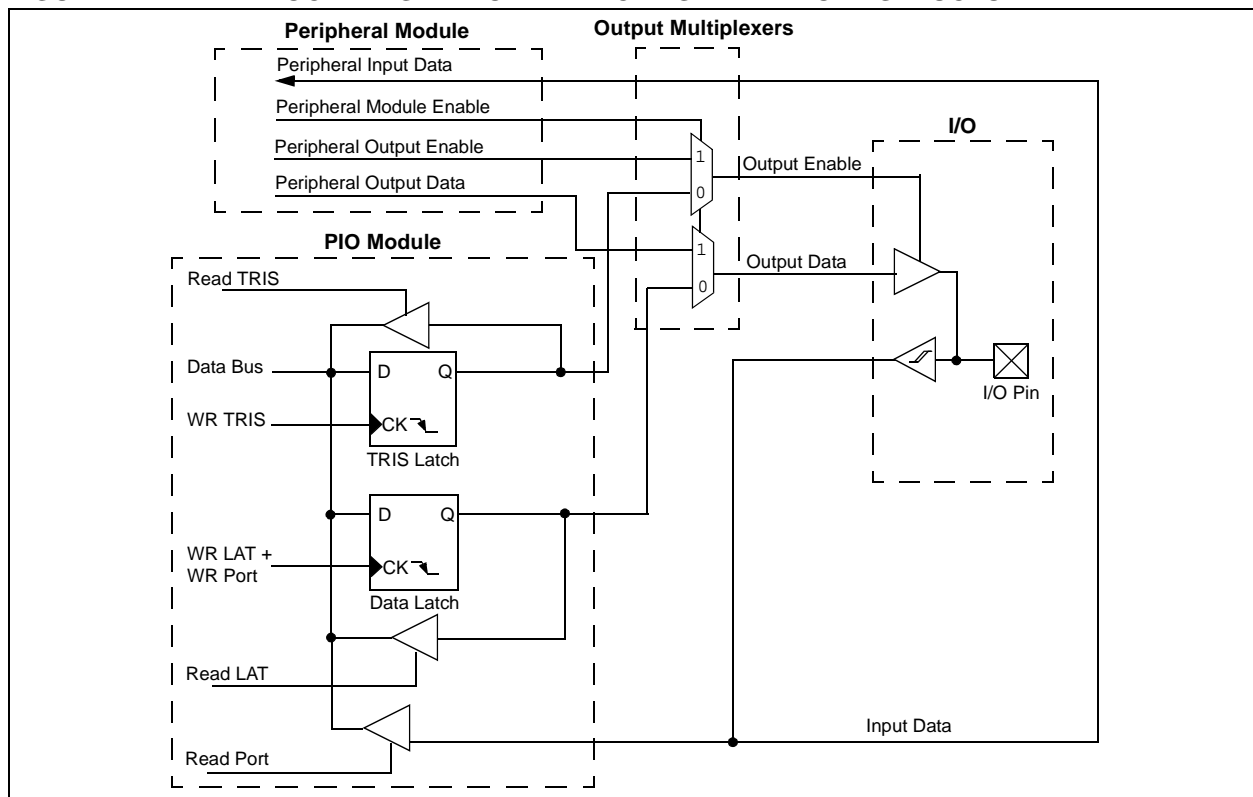 Peripheral Module
Output Multiplexers
Peripheral Input Data
Peripheral Module Enable
I/O
Peripheral Output Enable
1
Output Enable
Peripheral Output Data
0
PIO Module
1
Output Data
Read TRIS
0
Data Bus
D
Q
I/O Pin
WR TRIS
CK
TRIS Latch
D
Q
WR LAT +
WR Port
CK
Data Latch
Read LAT
Input Data
Read Port